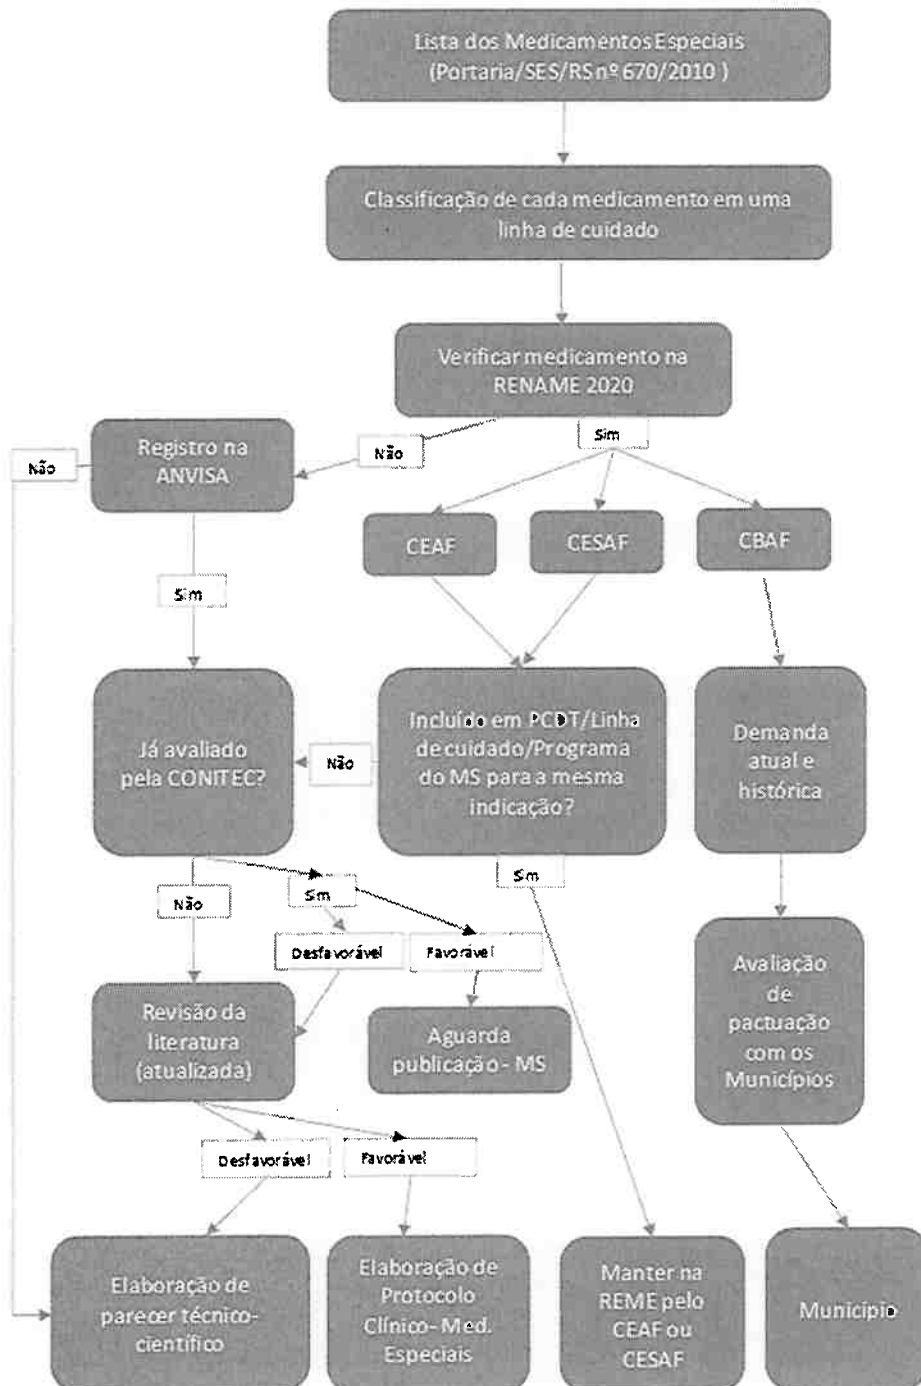 Lista dos Medicamentos Especiais
(Portaria/SES/RS nº 670/2010 )
Classificação de cada medicamento em uma
linha de cuidado
Verificar medicamento na
RENAME 2020
Sim
Não
Registro na
ANVISA
Não
CEAF
CESAF
CBAF
Sim
Já avaliado
pela CONITEC?
Não
Incluído em PCDT/Linha
de cuidado/Programa
do MS para a mesma
indicação?
Demanda
atual e
histórica
Sim
Não
Sim
Desfavorável
Favorável
Revisão da
literatura
(atualizada)
Aguarda
publicação - MS
Avaliação
de
pactuação
com os
Municípios
Desfavorável
Favorável
Elaboração de
parecer técnico-
científico
Elaboração de
Protocolo
Clínico- Med.
Especiais
Manter na
REME pelo
CEAF ou
CESAF
Município